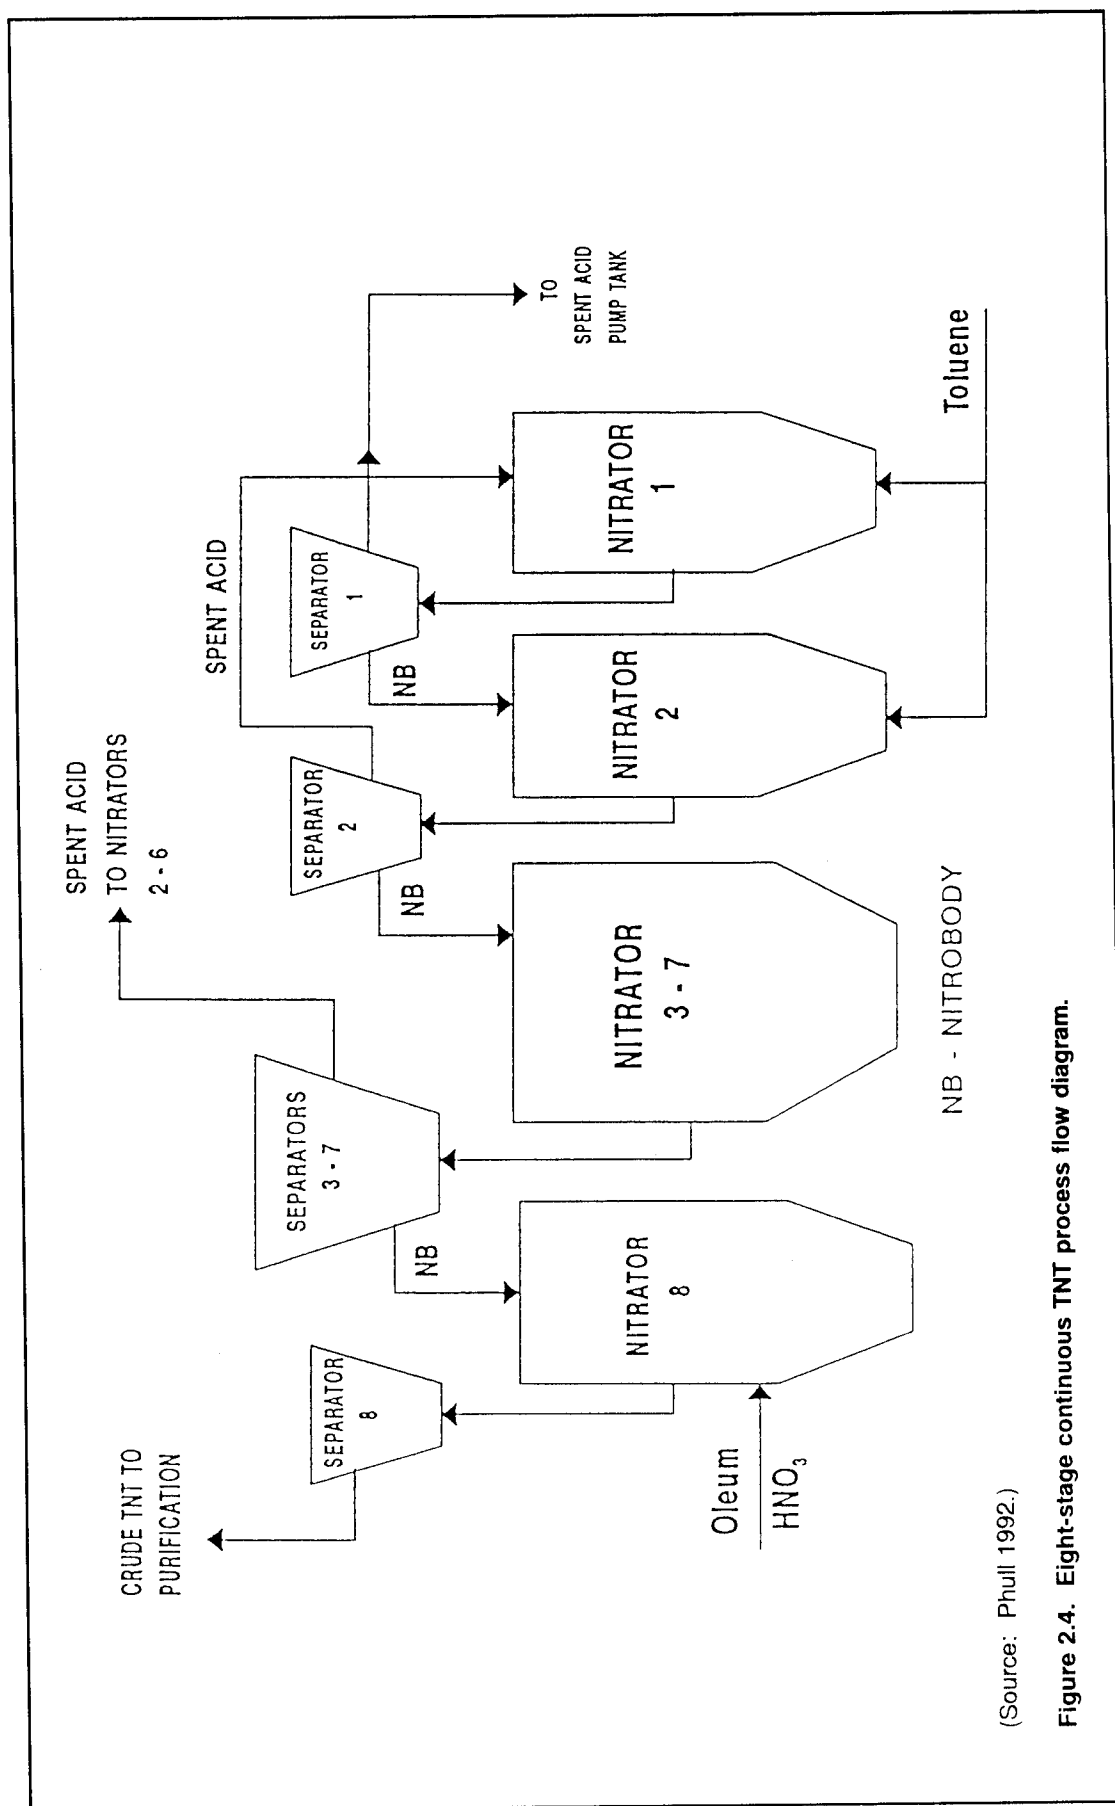 CRUDE TNT TO
PURIFICATION
SPENT ACID
TO NITRATORS
2 - 6
SPENT ACID
SEPARATOR
8
SEPARATORS
3 - 7
SEPARATOR
2
SEPARATOR
1
TO
SPENT ACID
PUMP TANK
NB
NB
NB
NITRATOR
8
NITRATOR
3 - 7
NITRATOR
2
NITRATOR
1
Oleum
HNO₃
Toluene
NB - NITROBODY
(Source: Phull 1992.)
Figure 2.4. Eight-stage continuous TNT process flow diagram.